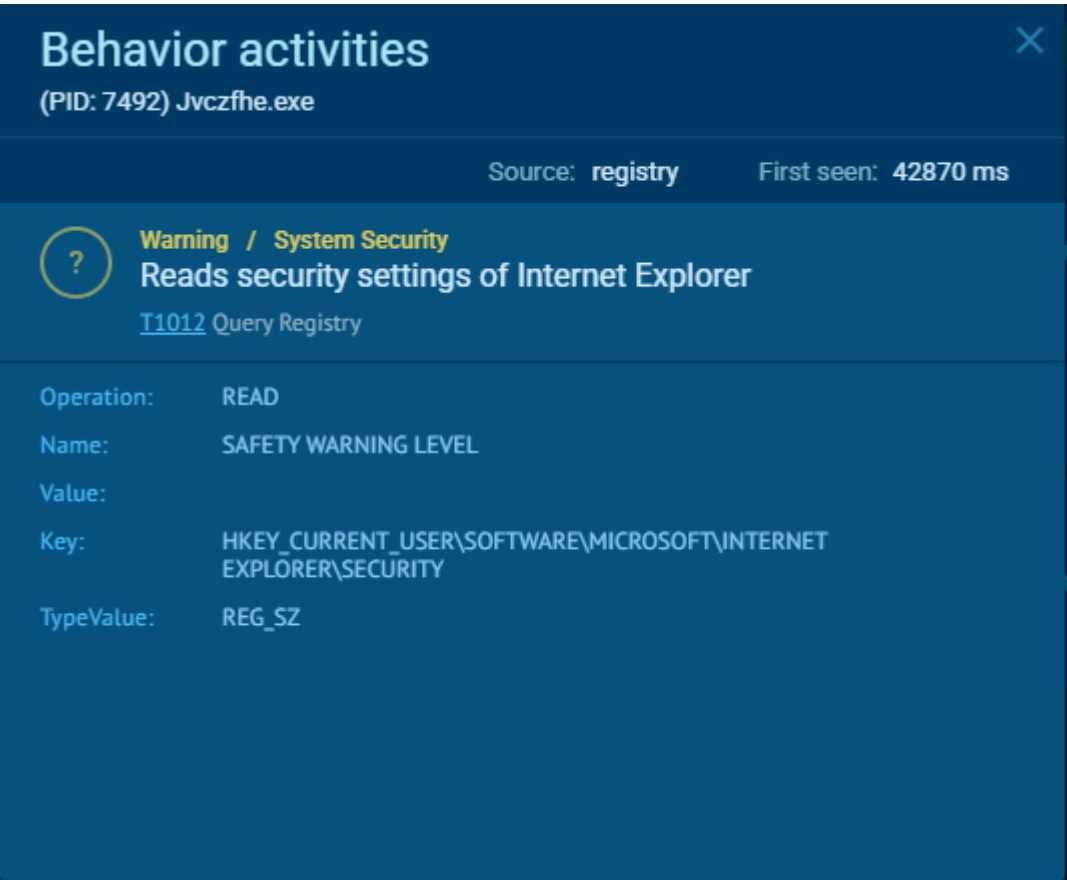 Behavior activities
(PID: 7492) Jvczfhe.exe
Source: registry First seen: 42870 ms
?
Warning / System Security
Reads security settings of Internet Explorer
T1012 Query Registry
Operation: READ
Name: SAFETY WARNING LEVEL
Value:
Key: HKEY_CURRENT_USER\SOFTWARE\MICROSOFT\INTERNET
EXPLORER\SECURITY
TypeValue: REG_SZ